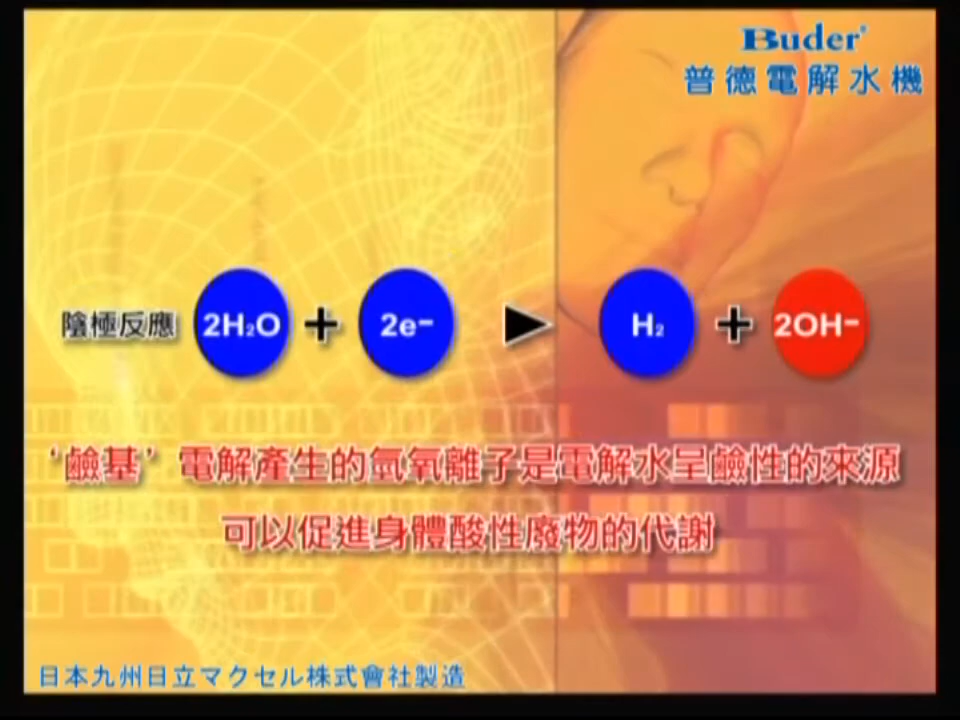 Buder®
普德電解水機
陰極反應 2H₂O + 2e⁻ ▶ H₂ + 2OH⁻
‘鹼基’電解產生的氫氧離子是電解水呈鹼性的來源
可以促進身體酸性廢物的代謝
日本九州日立マクセル株式會社製造